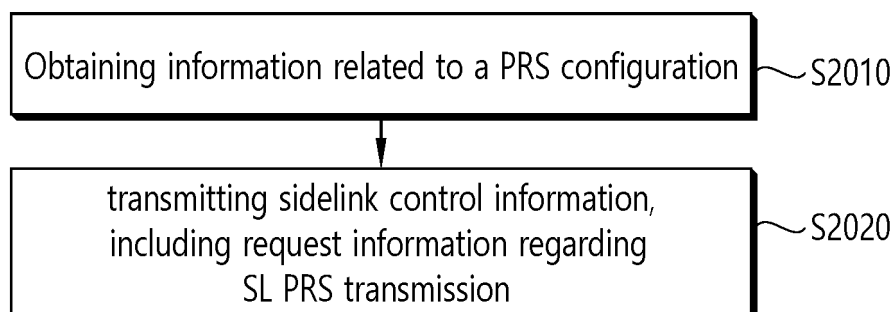 Obtaining information related to a PRS configuration
S2010
transmitting sidelink control information,
including request information regarding
SL PRS transmission
S2020